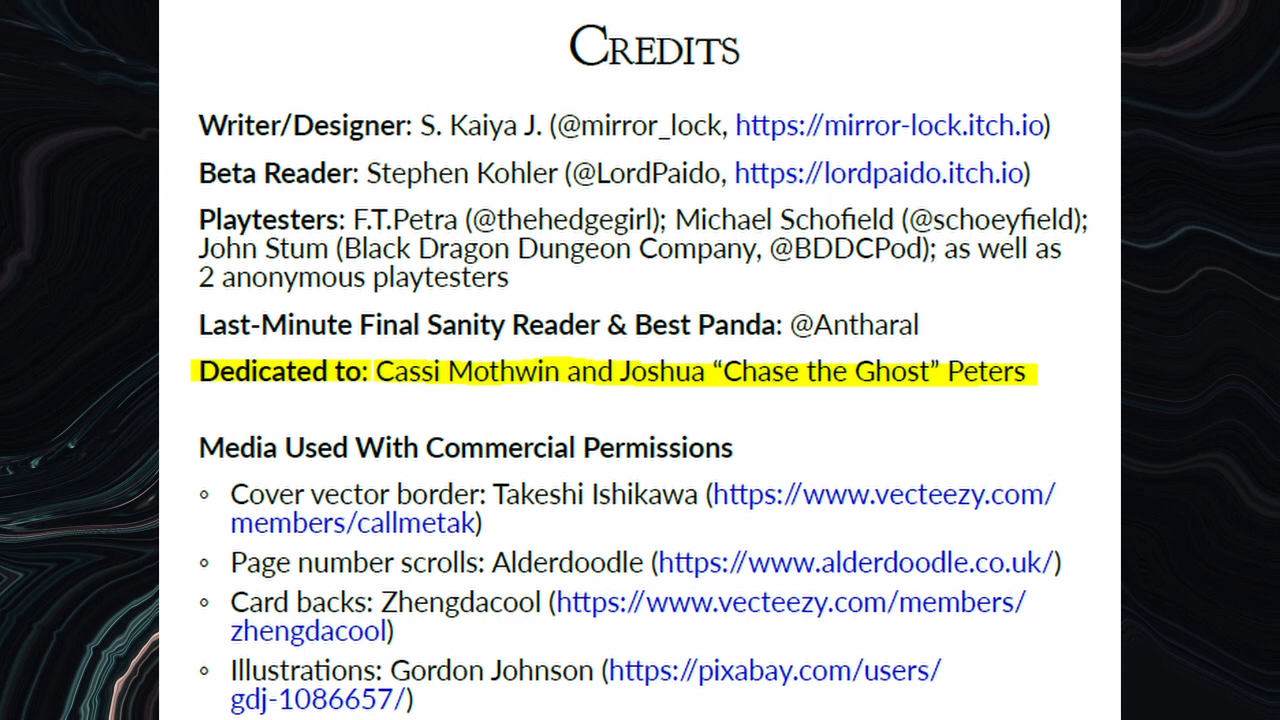 Credits
Writer/Designer: S. Kaiya J. (@mirror_lock, https://mirror-lock.itch.io)
Beta Reader: Stephen Kohler (@LordPaido, https://lordpaido.itch.io)
Playtesters: F.T.Petra (@thehedgegirl); Michael Schofield (@schoeyfield);
John Stum (Black Dragon Dungeon Company, @BDDCPod); as well as
2 anonymous playtesters
Last-Minute Final Sanity Reader & Best Panda: @Antharal
Dedicated to: Cassi Mothwin and Joshua “Chase the Ghost” Peters
Media Used With Commercial Permissions
◦ Cover vector border: Takeshi Ishikawa (https://www.vecteezy.com/
members/callmetak)
◦ Page number scrolls: Alderdoodle (https://www.alderdoodle.co.uk/)
◦ Card backs: Zhengdacool (https://www.vecteezy.com/members/
zhengdacool)
◦ Illustrations: Gordon Johnson (https://pixabay.com/users/
gdj-1086657/)